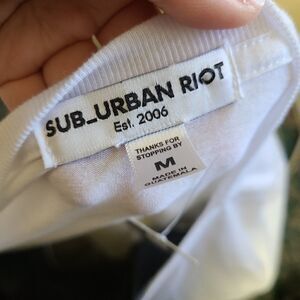 SUB_URBAN RIOT
Est. 2006
THANKS FOR
STOPPING BY
M
MADE IN
GUATEMALA